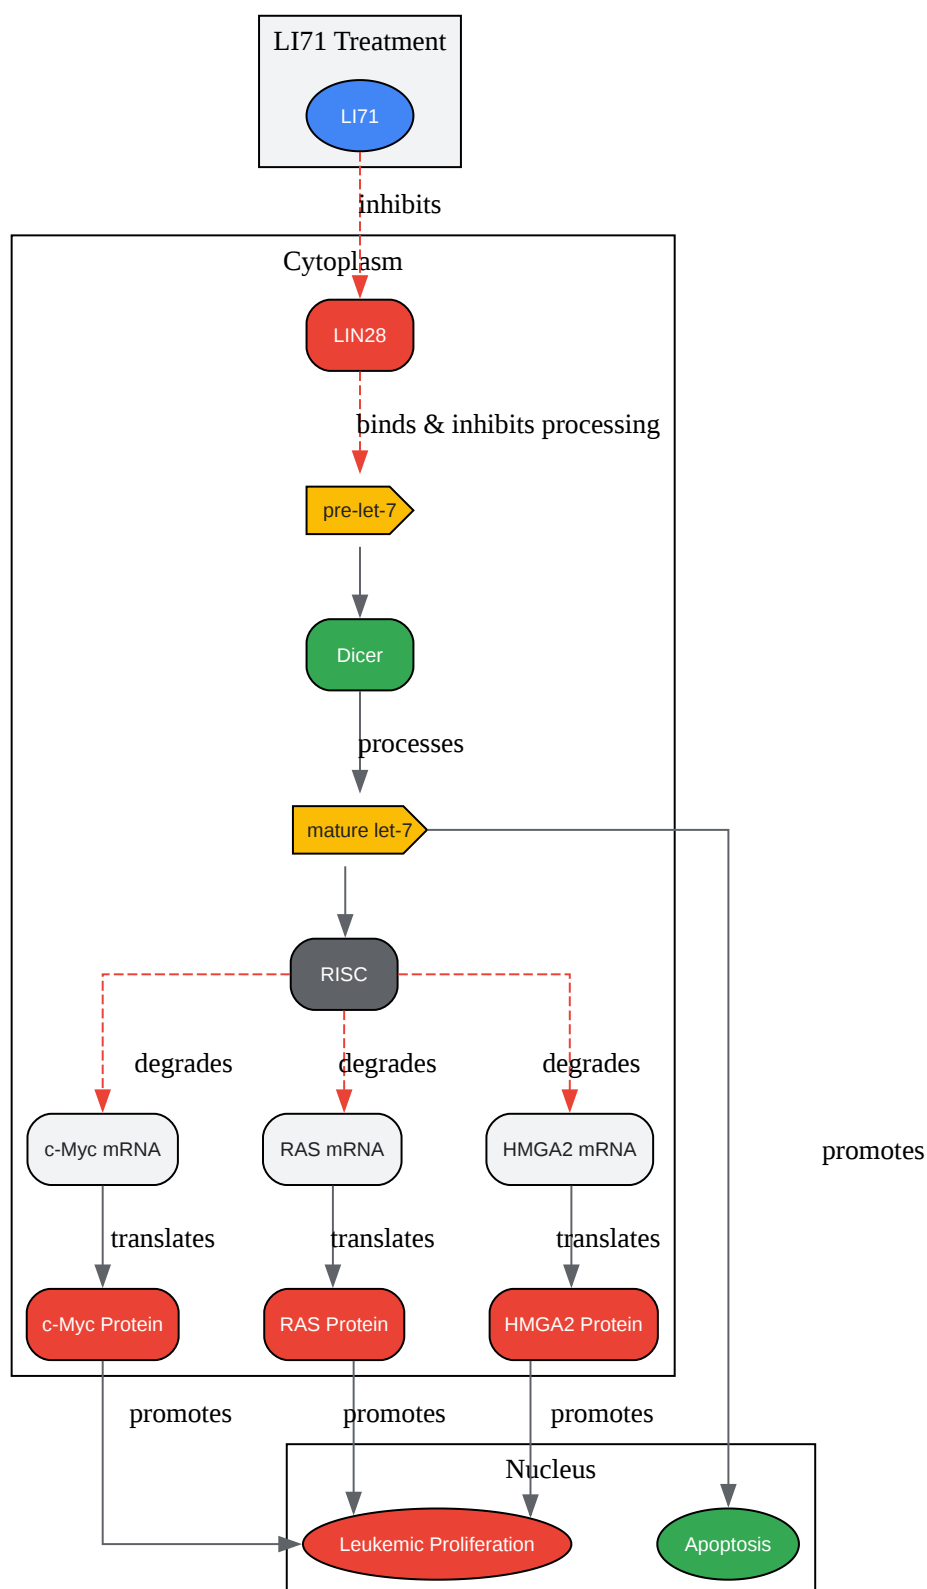 LI71 Treatment
LI71
inhibits
Cytoplasm
LIN28
binds & inhibits processing
pre-let-7
Dicer
processes
mature let-7
RISC
degrades
degrades
degrades
c-Myc mRNA
RAS mRNA
HMGA2 mRNA
promotes
translates
translates
translates
c-Myc Protein
RAS Protein
HMGA2 Protein
promotes
promotes
promotes
Nucleus
Leukemic Proliferation
Apoptosis